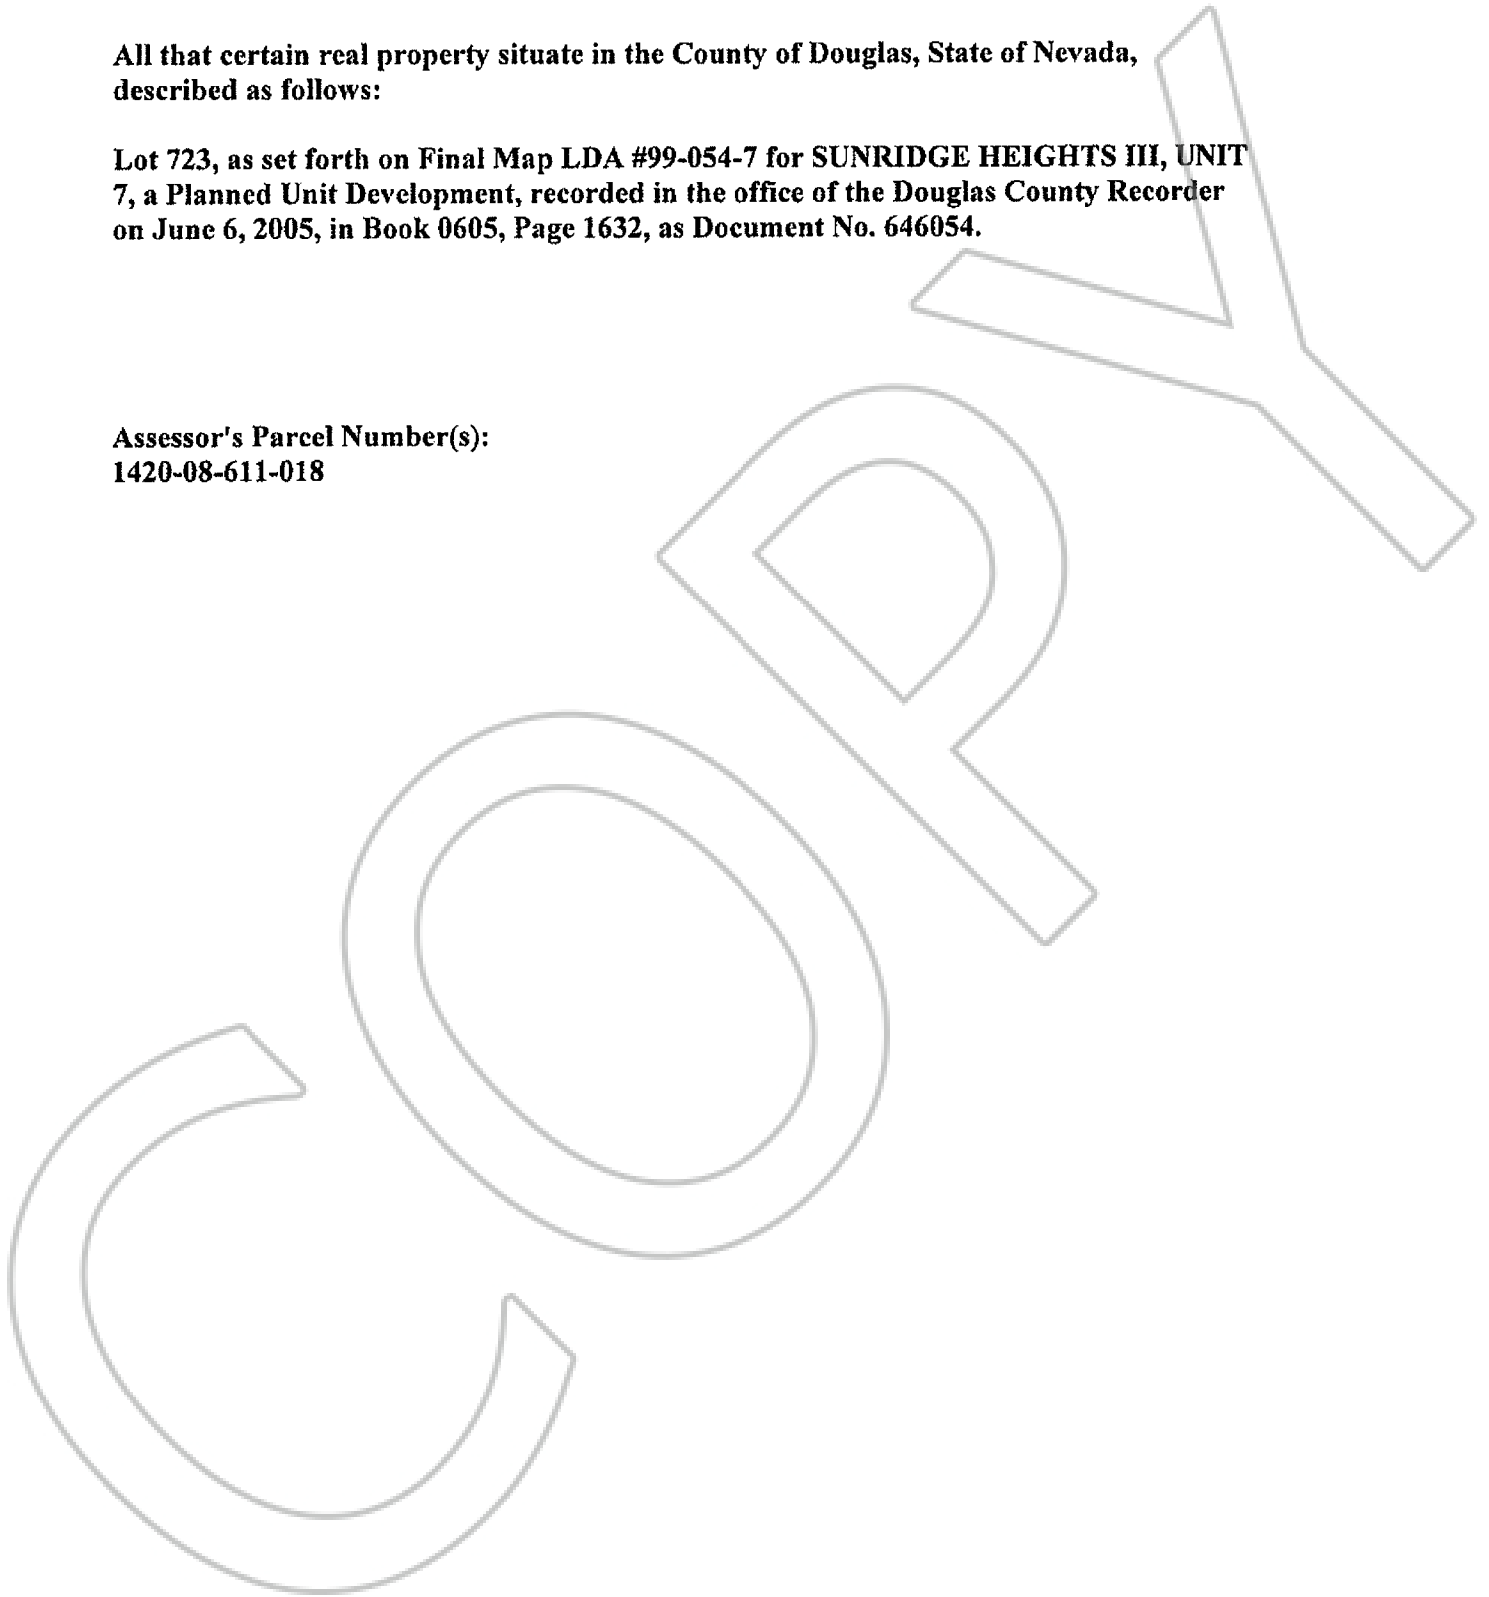 All that certain real property situate in the County of Douglas, State of Nevada,
described as follows:
Lot 723, as set forth on Final Map LDA #99-054-7 for SUNRIDGE HEIGHTS III, UNIT
7, a Planned Unit Development, recorded in the office of the Douglas County Recorder
on June 6, 2005, in Book 0605, Page 1632, as Document No. 646054.
Assessor's Parcel Number(s):
1420-08-611-018
COPY